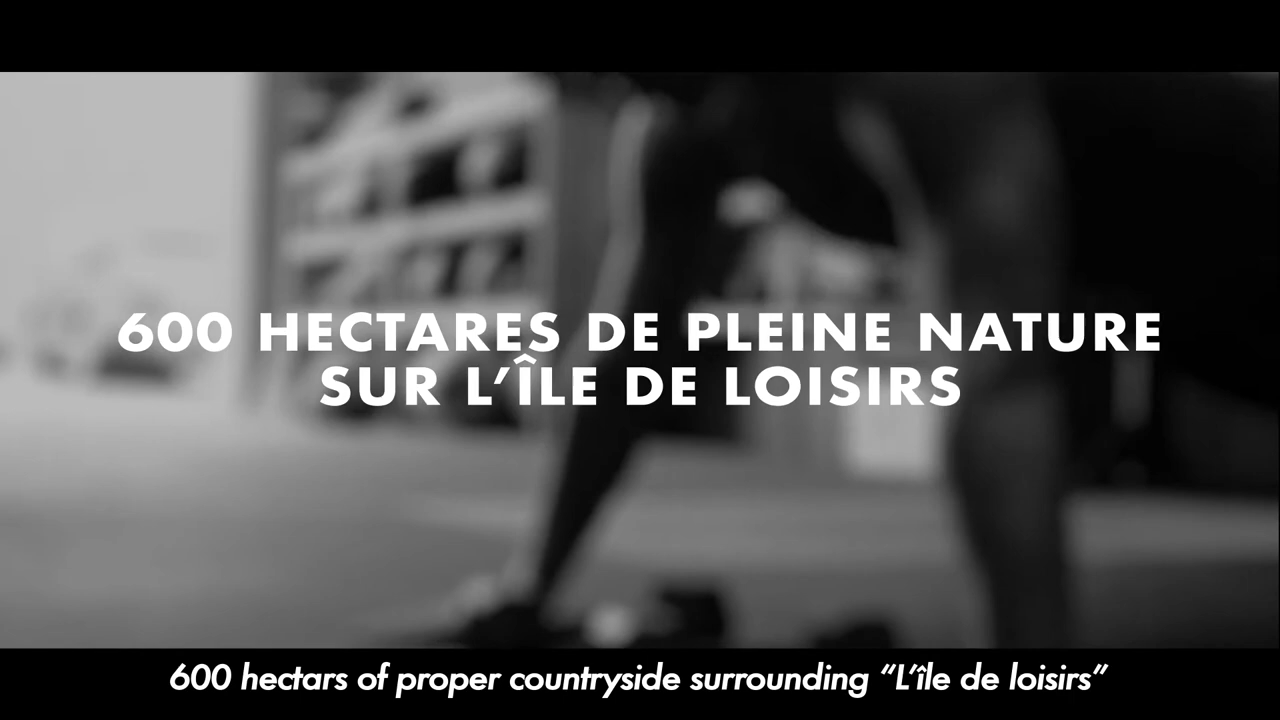 600 HECTARES DE PLEINE NATURE
SUR L'ÎLE DE LOISIRS
600 hectars of proper countryside surrounding “L'île de loisirs”